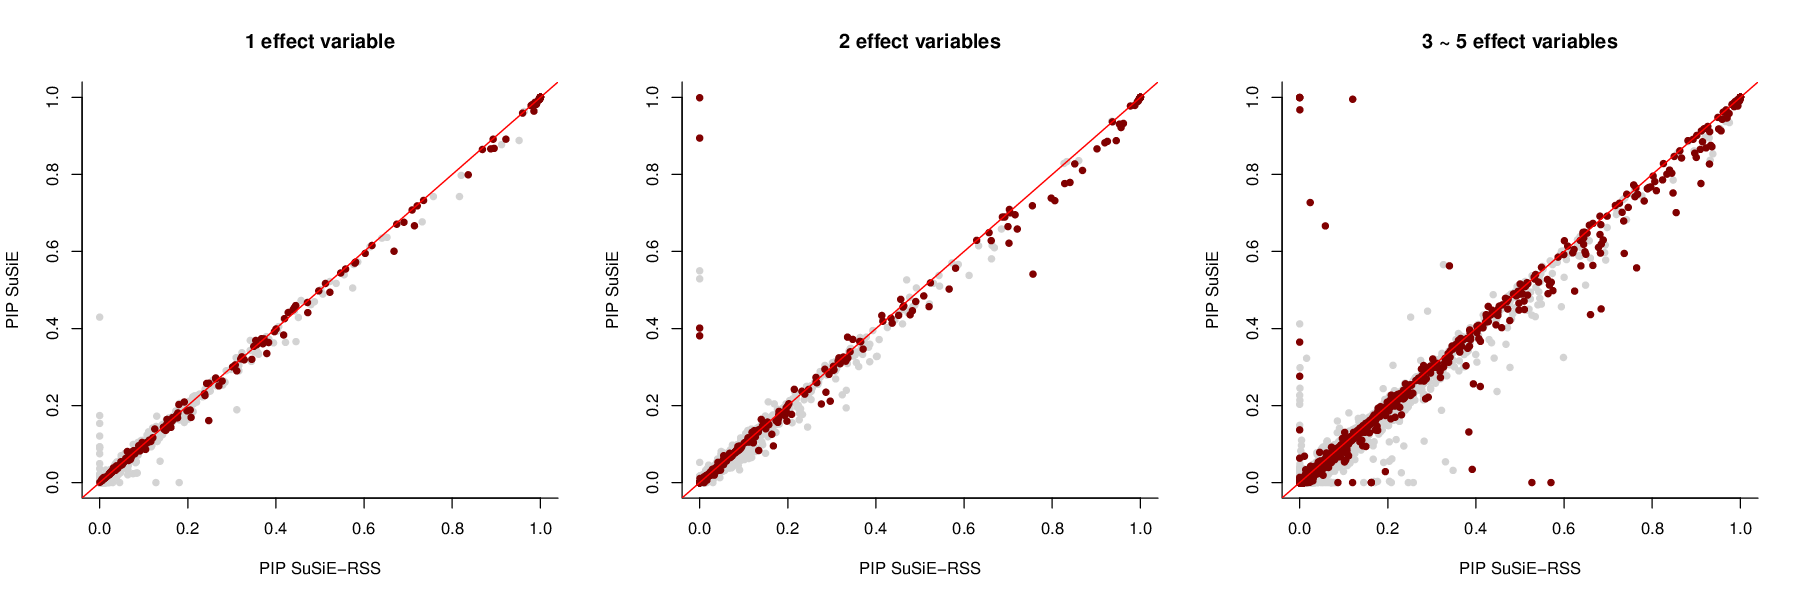 1 effect variable
PIP SuSiE
1.0
0.8
0.6
0.4
0.2
0.0
0.0 0.2 0.4 0.6 0.8 1.0
PIP SuSiE−RSS
2 effect variables
PIP SuSiE
1.0
0.8
0.6
0.4
0.2
0.0
0.0 0.2 0.4 0.6 0.8 1.0
PIP SuSiE−RSS
3 ~ 5 effect variables
PIP SuSiE
1.0
0.8
0.6
0.4
0.2
0.0
0.0 0.2 0.4 0.6 0.8 1.0
PIP SuSiE−RSS